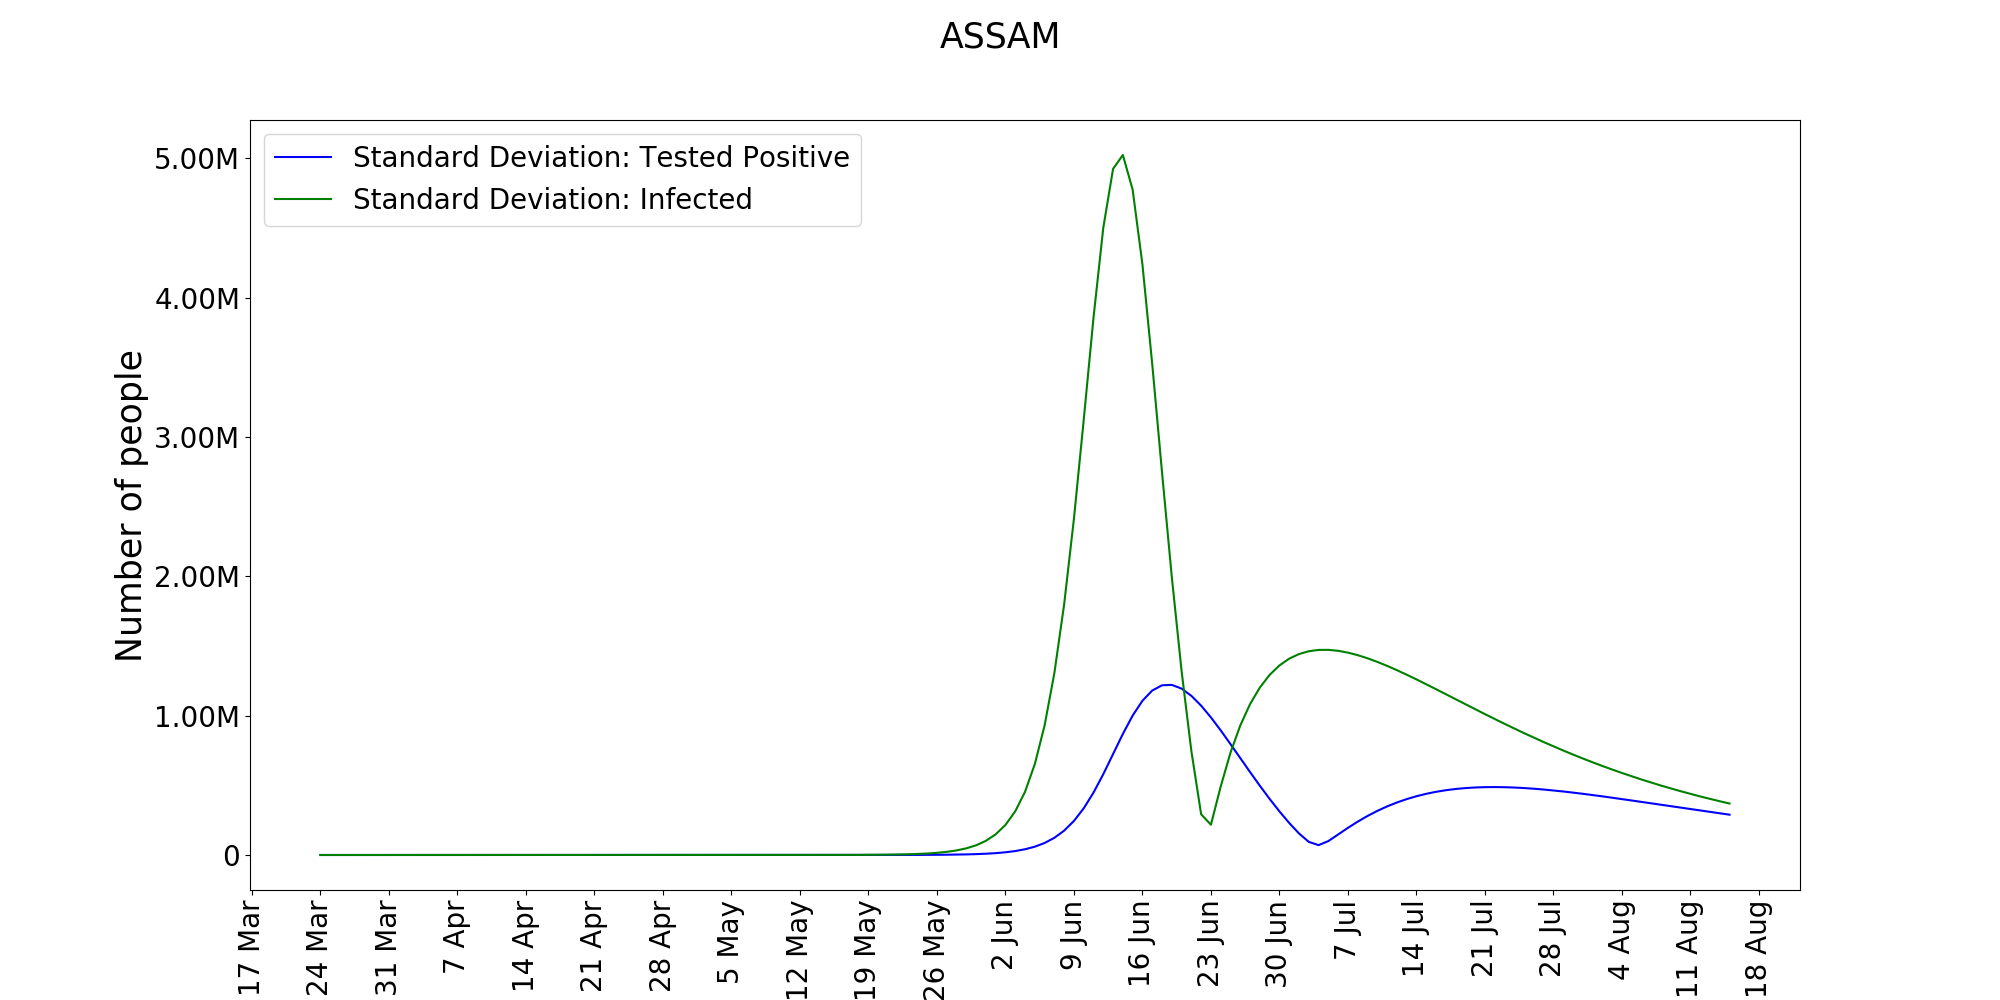 ASSAM
Standard Deviation: Tested Positive
Standard Deviation: Infected
Number of people
5.00M
4.00M
3.00M
2.00M
1.00M
0
17 Mar
24 Mar
31 Mar
7 Apr
14 Apr
21 Apr
28 Apr
5 May
12 May
19 May
26 May
2 Jun
9 Jun
16 Jun
23 Jun
30 Jun
7 Jul
14 Jul
21 Jul
28 Jul
4 Aug
11 Aug
18 Aug